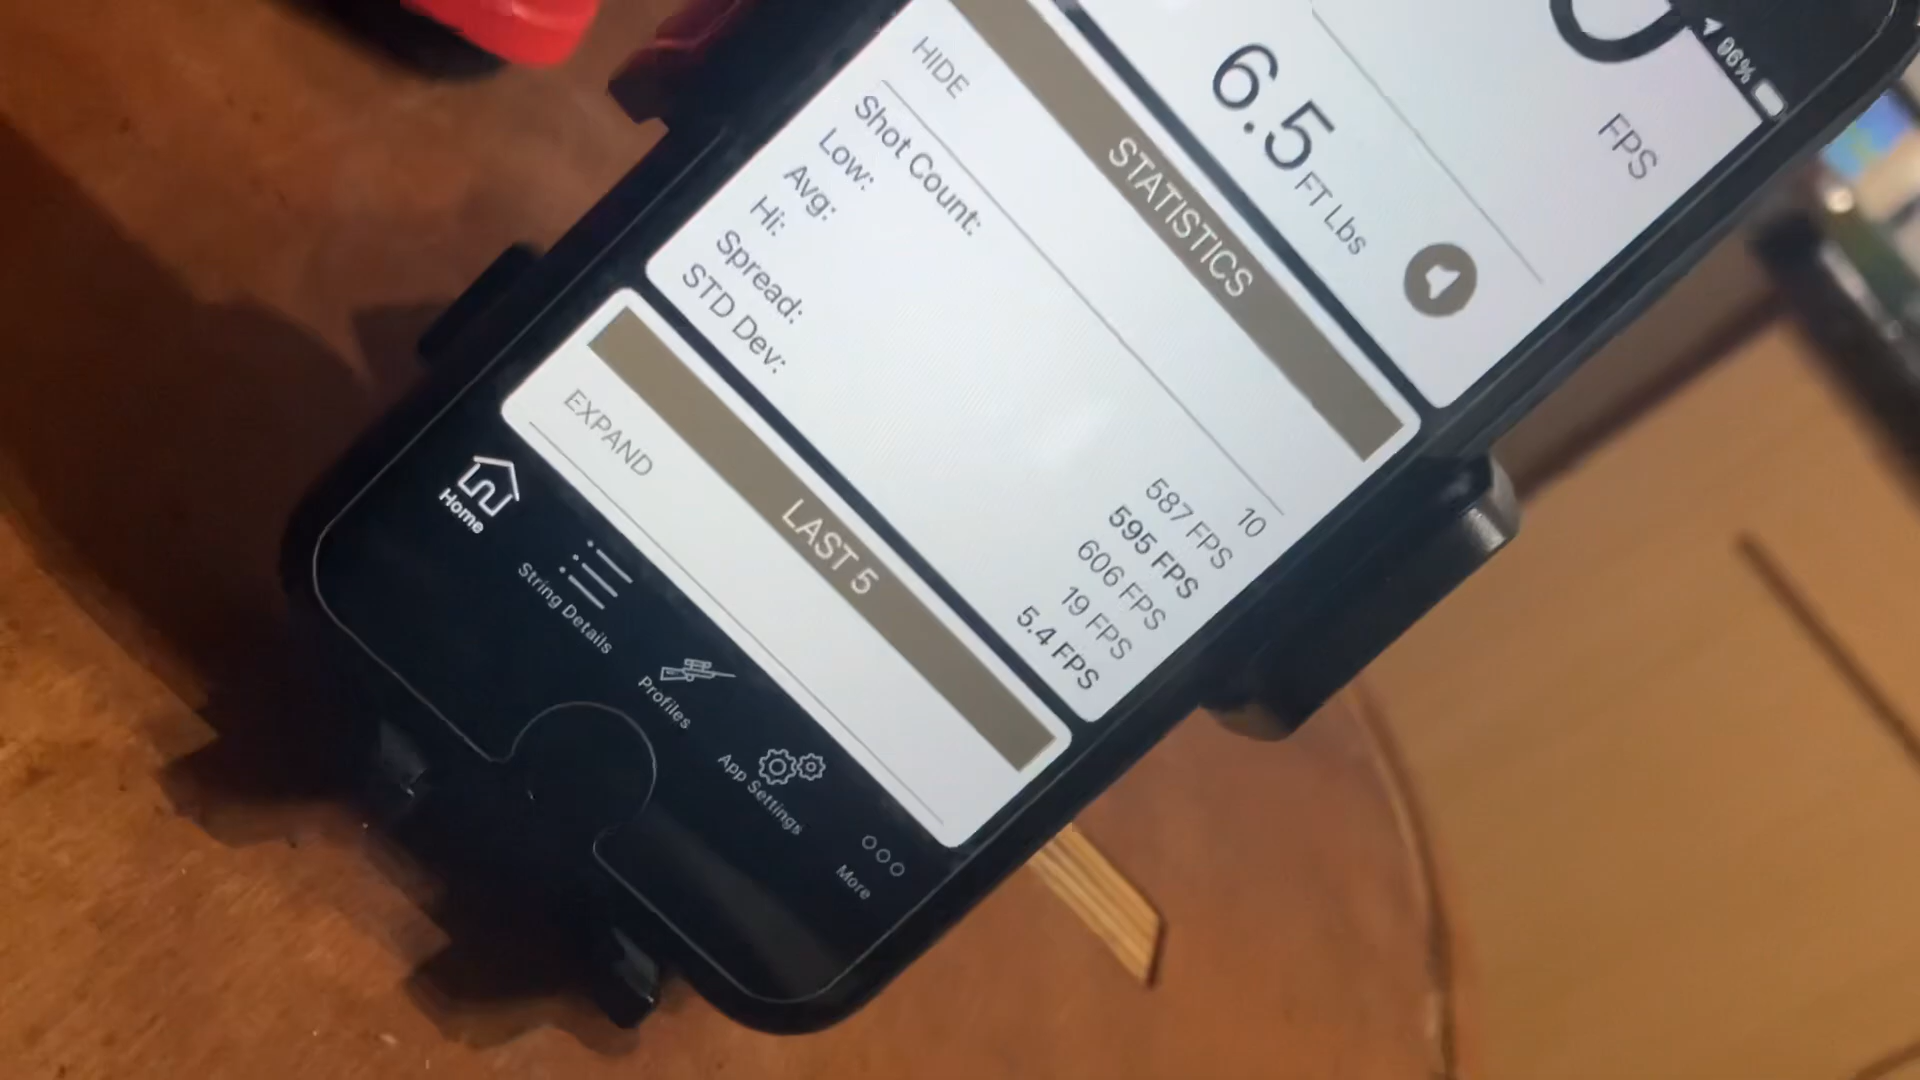 96%
FPS
6.5 FT Lbs
STATISTICS
HIDE
Shot Count: 10
Low: 587 FPS
Avg: 595 FPS
Hi: 606 FPS
Spread: 19 FPS
STD Dev: 5.4 FPS
LAST 5
EXPAND
Home
String Details
Profiles
App Settings
More